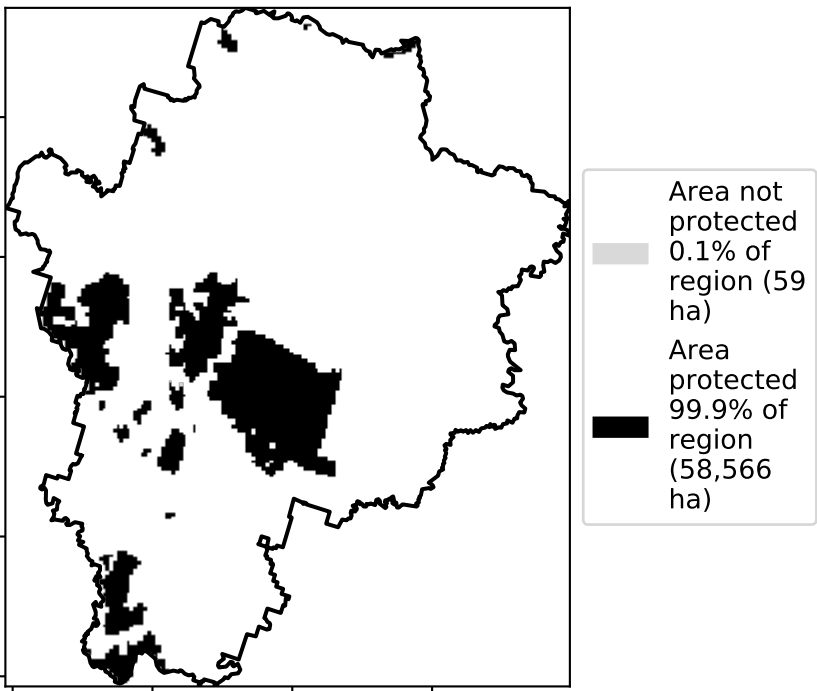 Area not
protected
0.1% of
region (59
ha)
Area
protected
99.9% of
region
(58,566
ha)